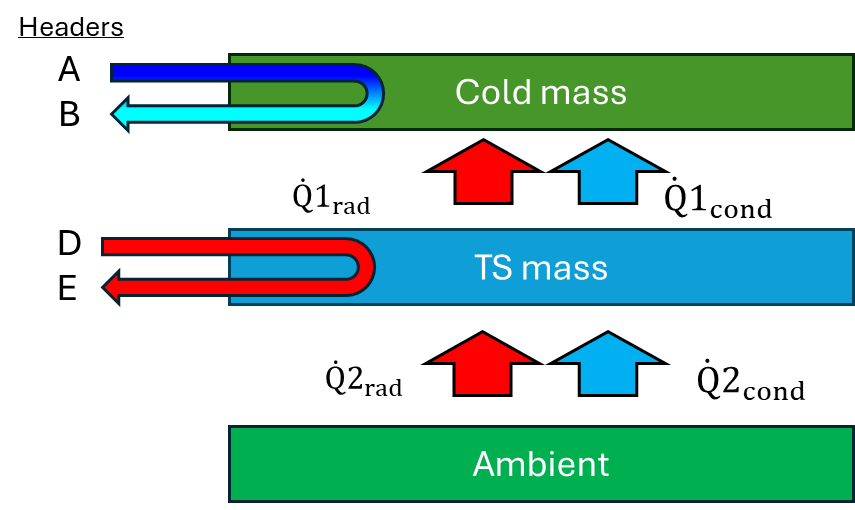 Headers
A
Cold mass
B
Q̇1rad
Q̇1cond
D
TS mass
E
Q̇2rad
Q̇2cond
Ambient